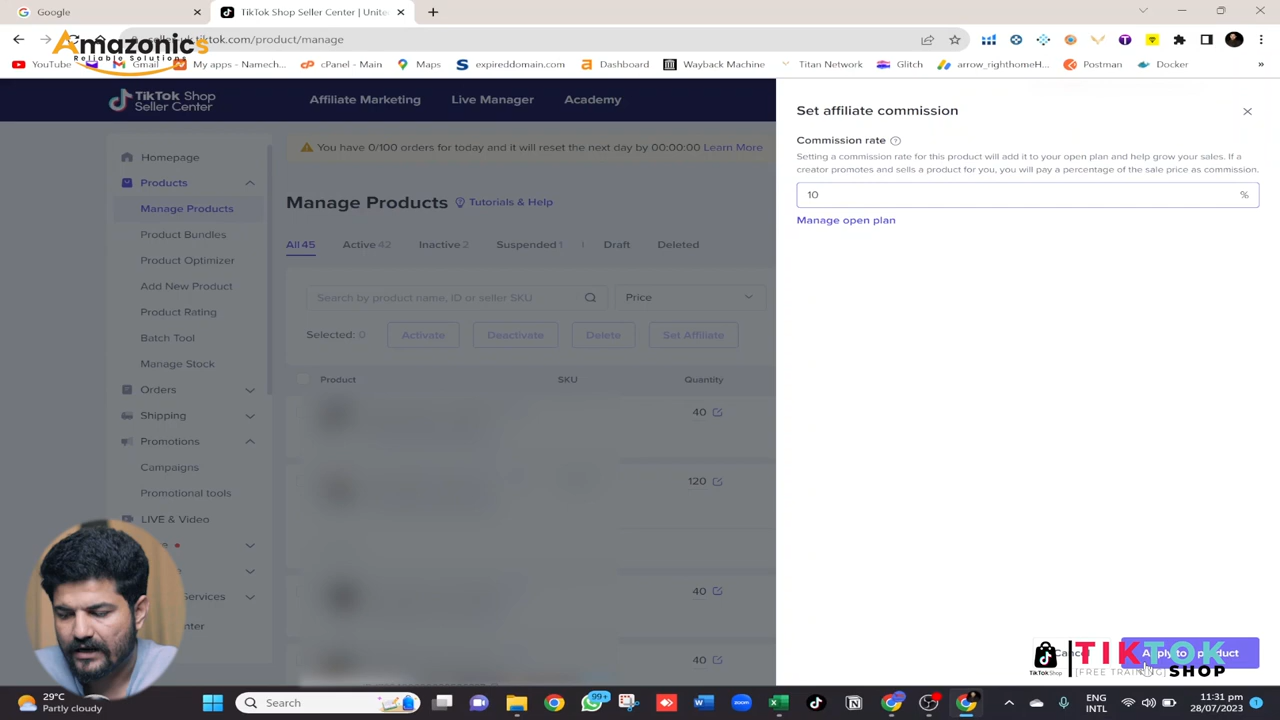 Google
TikTok Shop Seller Center | Unite
Amazonics
RELIABLE SOLUTIONS
uk.tiktok.com/product/manage
YouTube
Gmail
My apps - Namech...
cPanel - Main
Maps
expireddomain.com
Dashboard
Wayback Machine
Titan Network
Glitch
arrow_righthomeH...
Postman
Docker
»
TikTok Shop
Seller Center
Affiliate Marketing
Live Manager
Academy
Homepage
Products
Manage Products
Product Bundles
Product Optimizer
Add New Product
Product Rating
Batch Tool
Manage Stock
Orders
Shipping
Promotions
Campaigns
Promotional tools
LIVE & Video
Services
nter
You have 0/100 orders for today and it will reset the next day by 00:00:00 Learn More
Manage Products
Tutorials & Help
All 45
Active 42
Inactive 2
Suspended 1
Draft
Deleted
Search by product name, ID or seller SKU
Price
Selected: 0
Activate
Deactivate
Delete
Set Affiliate
Product
SKU
Quantity
40
120
40
40
Set affiliate commission
Commission rate
Setting a commission rate for this product will add it to your open plan and help grow your sales. If a
creator promotes and sells a product for you, you will pay a percentage of the sale price as commission.
10 %
Manage open plan
Apply to product
TIKTOK
[FREE TRAINING] SHOP
TikTok Shop
29°C
Partly cloudy
Search
99+
zoom
ENG
INTL
11:31 pm
28/07/2023